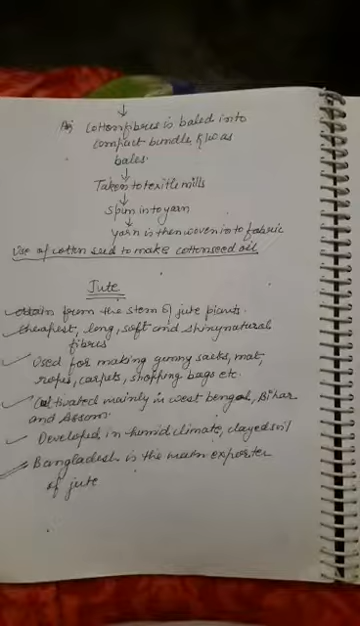 Cotton fibres is baled into
compact bundle & k as
bales.
Taken to textile mills
Spun into yarn
yarn is then woven into fabric
Use of cotton seed to make cottonseed oil
Jute
Obtain from the stem of jute plants.
Cheapest, long, soft and shiny natural
fibres
Used for making gunny sacks, mat,
ropes, carpets, shopping bags etc.
Cultivated mainly in west bengal, Bihar
and Assam
Developed in humid climate, clayed soil
Bangladesh is the main exporter
of jute